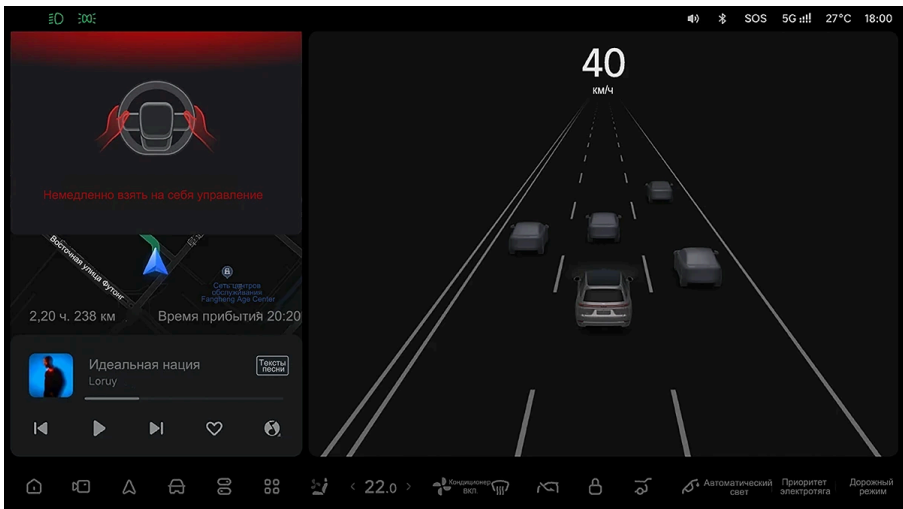 SOS
5G
27°C
18:00
Немедленно взять на себя управление
Восточная улица Футонг
Сеть центров
обслуживания
Fangheng Age Center
2,20 ч. 238 км
Время прибытия 20:20
Идеальная нация
Loruy
Тексты
песни
40
км/ч
22.0
Кондиционер
вкл.
Автоматический
свет
Приоритет
электротяга
Дорожный
режим